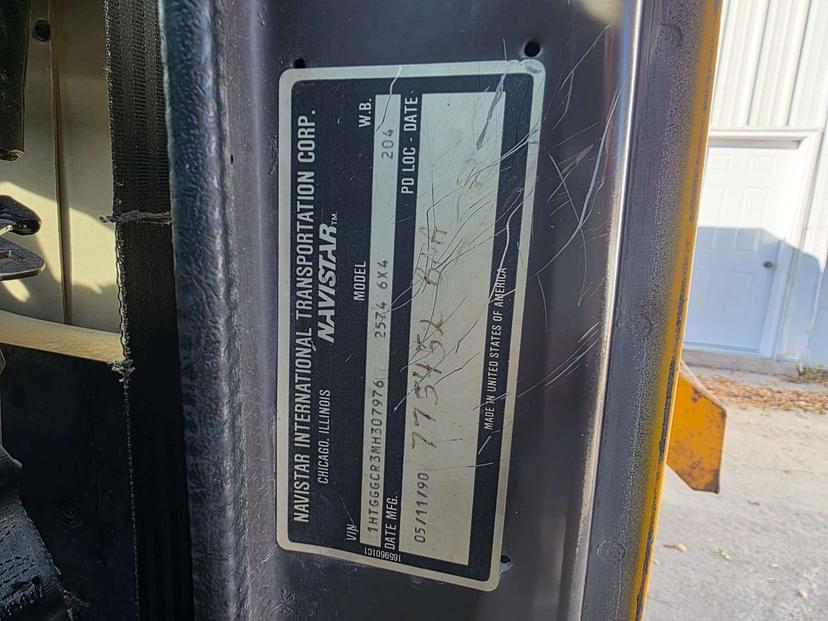 NAVISTAR INTERNATIONAL TRANSPORTATION CORP.
CHICAGO, ILLINOIS
NAVISTAR™
VIN MODEL W.B.
1HTGGGCR3MH307976 2574 6X4 204
DATE MFG. PD LOC - DATE
05/11/90
MADE IN UNITED STATES OF AMERICA
1659601C1